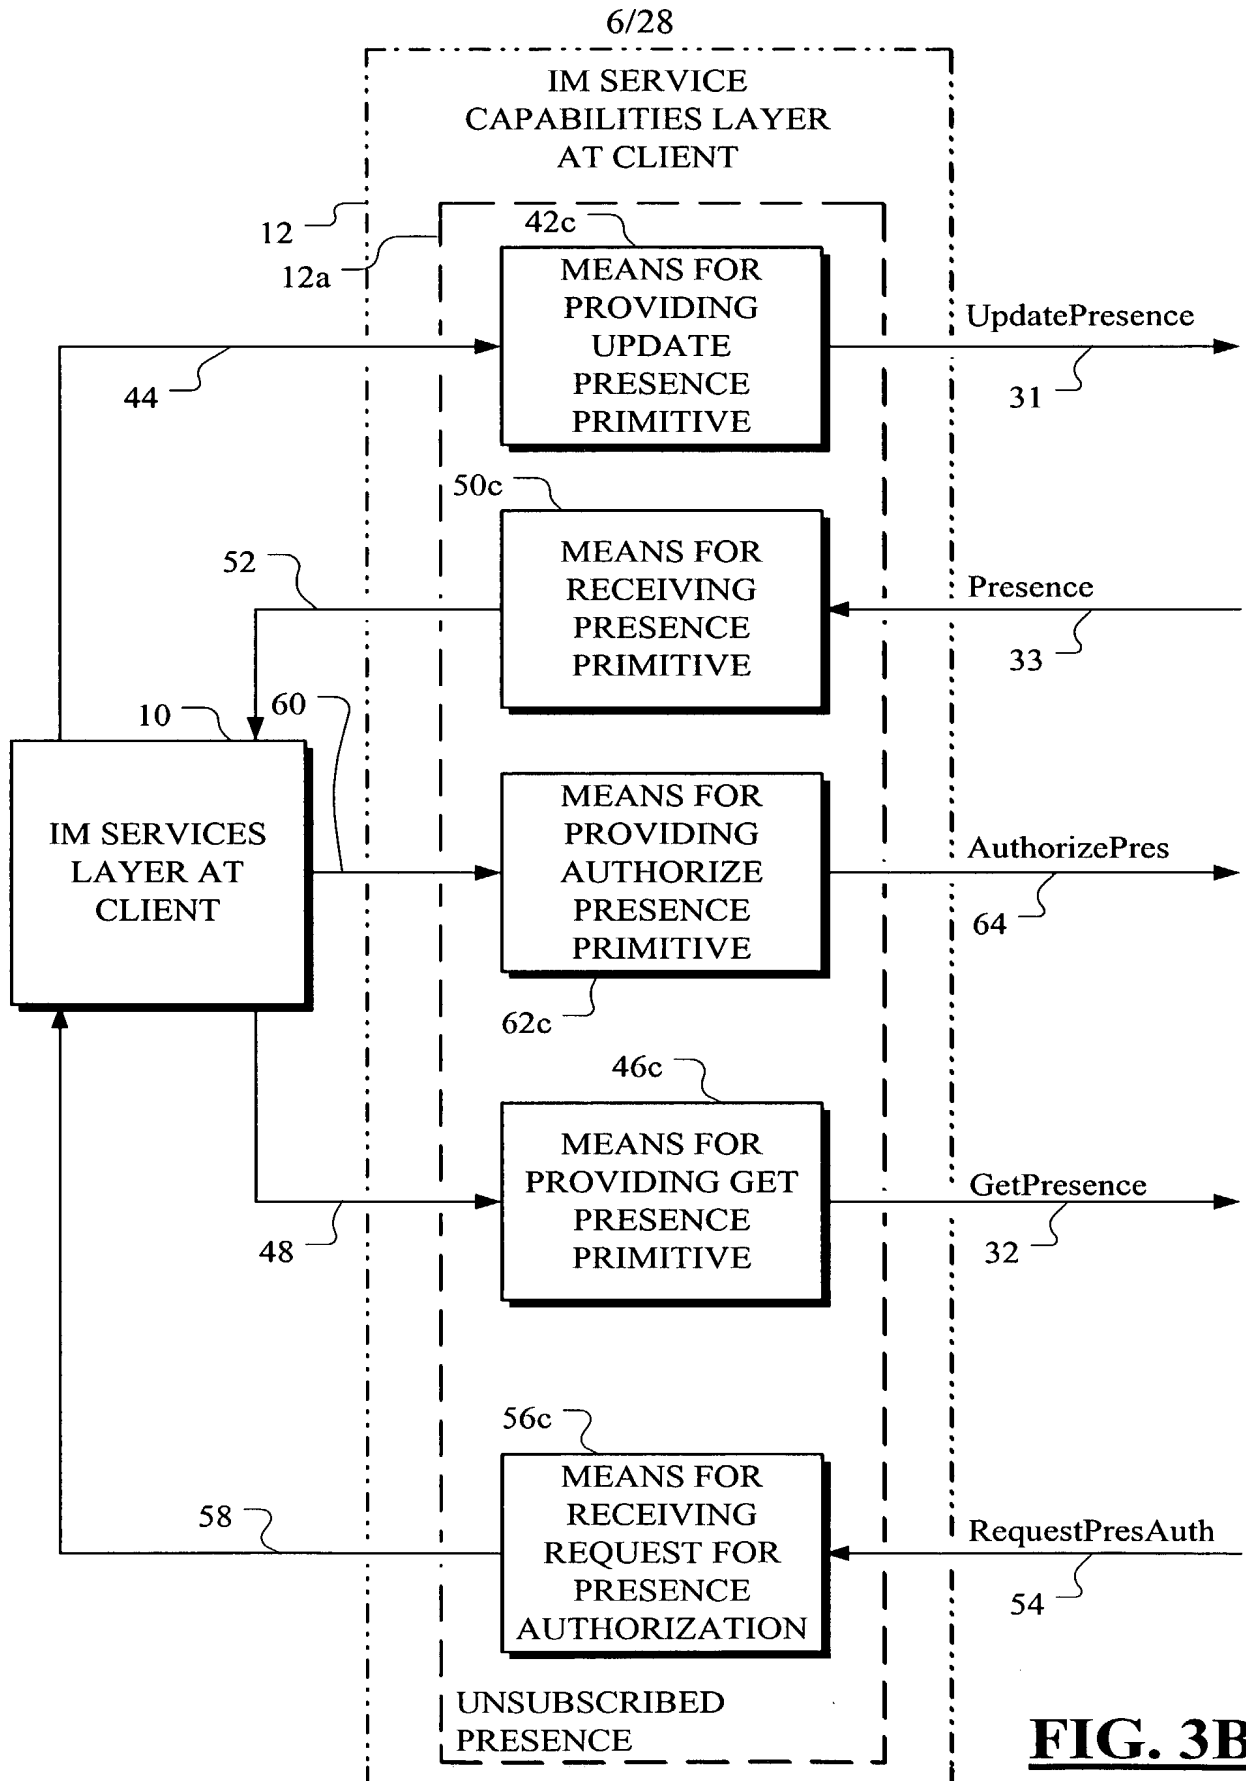 6/28
IM SERVICE
CAPABILITIES LAYER
AT CLIENT
12
12a
42c
MEANS FOR
PROVIDING
UPDATE
PRESENCE
PRIMITIVE
UpdatePresence
44
31
50c
MEANS FOR
RECEIVING
PRESENCE
PRIMITIVE
52
Presence
33
10
60
IM SERVICES
LAYER AT
CLIENT
MEANS FOR
PROVIDING
AUTHORIZE
PRESENCE
PRIMITIVE
AuthorizePres
64
62c
46c
MEANS FOR
PROVIDING GET
PRESENCE
PRIMITIVE
GetPresence
48
32
56c
MEANS FOR
RECEIVING
REQUEST FOR
PRESENCE
AUTHORIZATION
58
RequestPresAuth
54
UNSUBSCRIBED
PRESENCE
FIG. 3B